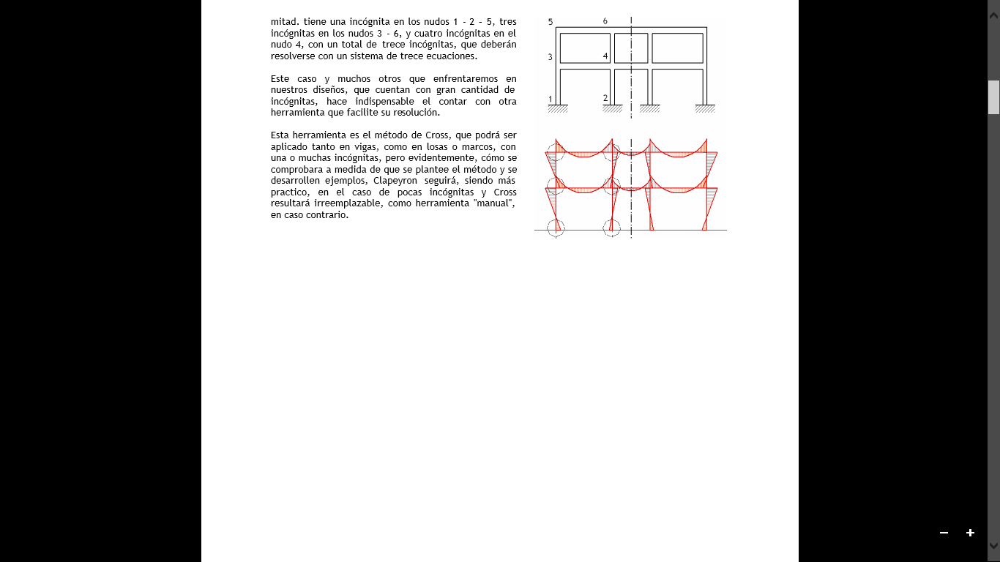 mitad. tiene una incógnita en los nudos 1 - 2 - 5, tres
incógnitas en los nudos 3 - 6, y cuatro incógnitas en el
nudo 4, con un total de trece incógnitas, que deberán
resolverse con un sistema de trece ecuaciones.
Este caso y muchos otros que enfrentaremos en
nuestros diseños, que cuentan con gran cantidad de
incógnitas, hace indispensable el contar con otra
herramienta que facilite su resolución.
Esta herramienta es el método de Cross, que podrá ser
aplicado tanto en vigas, como en losas o marcos, con
una o muchas incógnitas, pero evidentemente, cómo se
comprobara a medida de que se plantee el método y se
desarrollen ejemplos, Clapeyron seguirá, siendo más
practico, en el caso de pocas incógnitas y Cross
resultará irreemplazable, como herramienta "manual",
en caso contrario.
5 6
3 4
1 2